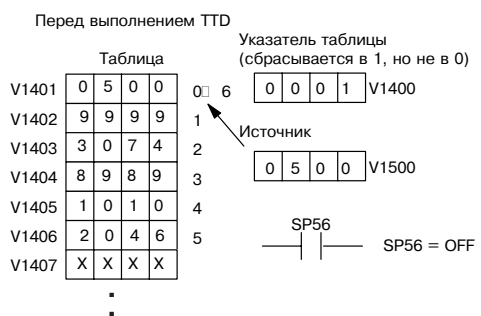 Перед выполнением TTD
Указатель таблицы
(сбрасывается в 1, но не в 0)
Таблица
V1401 0 5 0 0 0 6
0 0 0 1 V1400
V1402 9 9 9 9 1
Источник
V1403 3 0 7 4 2
0 5 0 0 V1500
V1404 8 9 8 9 3
V1405 1 0 1 0 4
SP56
V1406 2 0 4 6 5
SP56 = OFF
V1407 X X X X